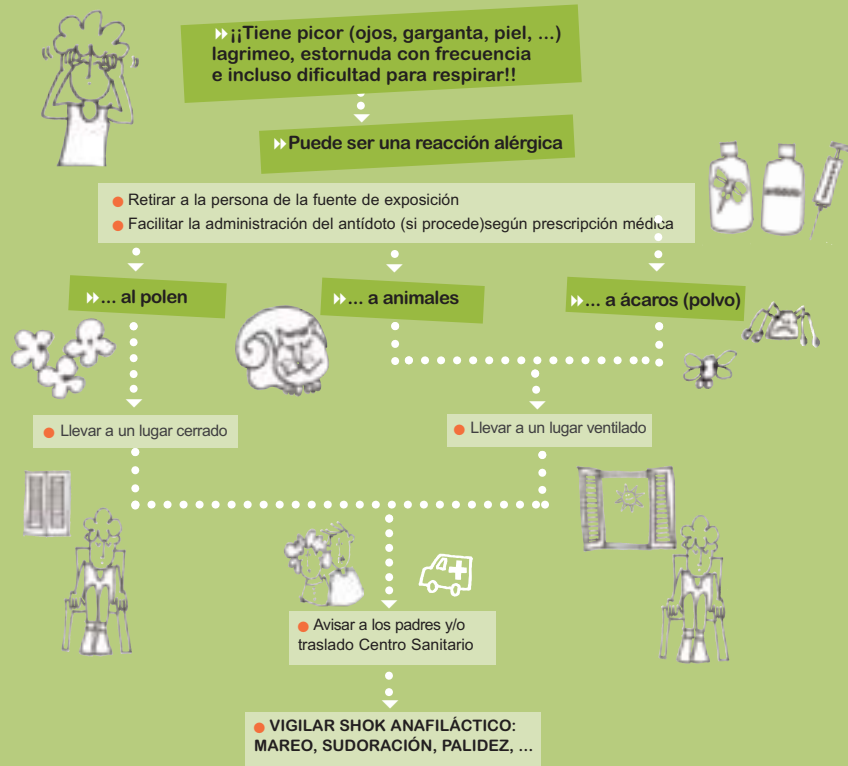 ¡¡Tiene picor (ojos, garganta, piel, ...)
lagrimeo, estornuda con frecuencia
e incluso dificultad para respirar!!
Puede ser una reacción alérgica
Retirar a la persona de la fuente de exposición
Facilitar la administración del antídoto (si procede)según prescripción médica
... al polen
... a animales
... a ácaros (polvo)
Llevar a un lugar cerrado
Llevar a un lugar ventilado
Avisar a los padres y/o
traslado Centro Sanitario
VIGILAR SHOK ANAFILÁCTICO:
MAREO, SUDORACIÓN, PALIDEZ, ...